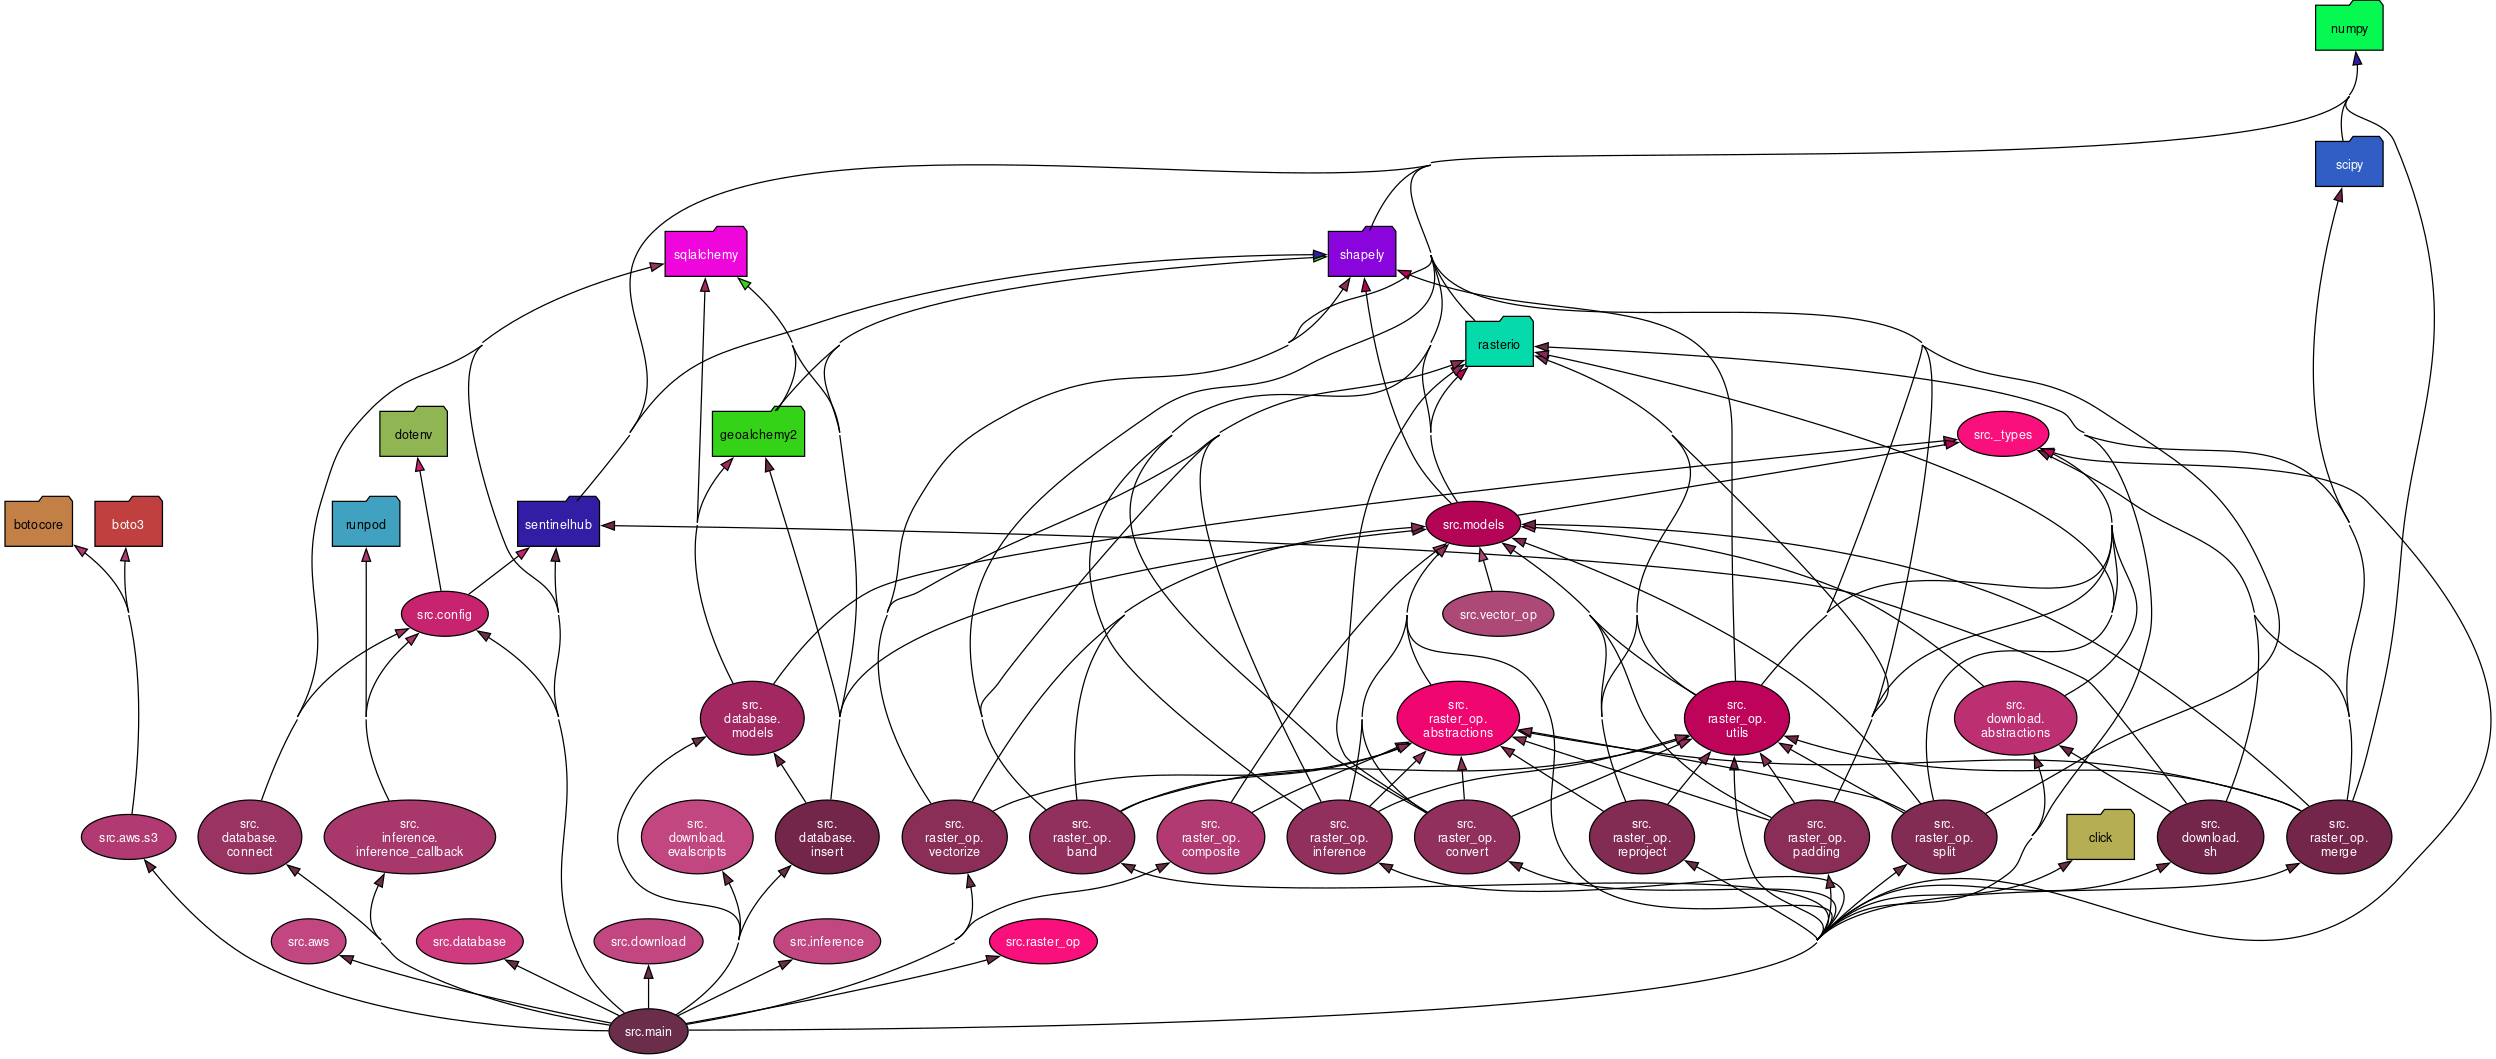 numpy
scipy
sqlalchemy
shapely
rasterio
dotenv
geoalchemy2
src._types
botocore
boto3
runpod
sentinelhub
src.models
src.config
src.vector_op
src.
database.
models
src.
raster_op.
abstractions
src.
raster_op.
utils
src.
download.
abstractions
src.aws.s3
src.
database.
connect
src.
inference.
inference_callback
src.
download.
evalscripts
src.
database.
insert
src.
raster_op.
vectorize
src.
raster_op.
band
src.
raster_op.
composite
src.
raster_op.
inference
src.
raster_op.
convert
src.
raster_op.
reproject
src.
raster_op.
padding
src.
raster_op.
split
click
src.
download.
sh
src.
raster_op.
merge
src.aws
src.database
src.download
src.inference
src.raster_op
src.main